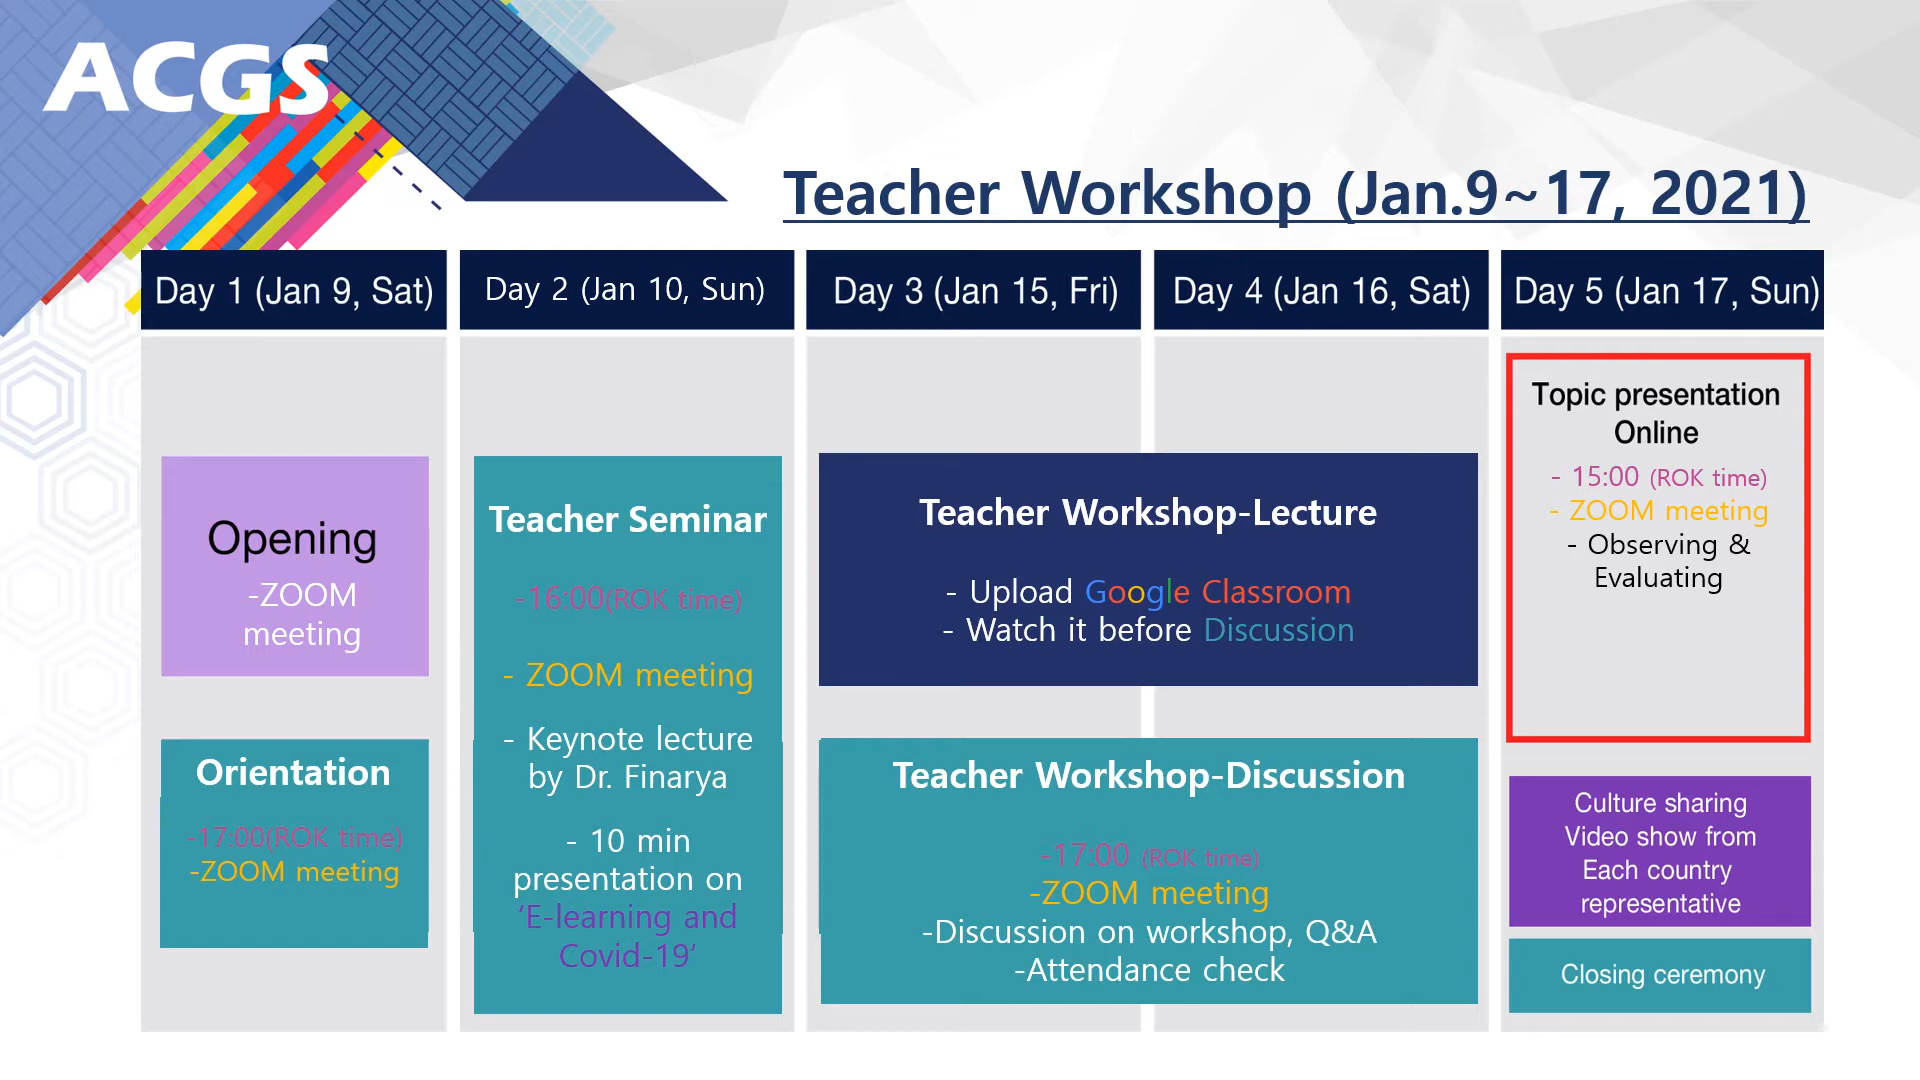 ACGS
Teacher Workshop (Jan.9~17, 2021)
Day 1 (Jan 9, Sat)
Opening
-ZOOM
meeting
Orientation
-17:00(ROK time)
-ZOOM meeting
Day 2 (Jan 10, Sun)
Teacher Seminar
-16:00(ROK time)
- ZOOM meeting
- Keynote lecture
by Dr. Finarya
- 10 min
presentation on
‘E-learning and
Covid-19’
Day 3 (Jan 15, Fri)
Day 4 (Jan 16, Sat)
Teacher Workshop-Lecture
- Upload Google Classroom
- Watch it before Discussion
Teacher Workshop-Discussion
-17:00 (ROK time)
-ZOOM meeting
-Discussion on workshop, Q&A
-Attendance check
Day 5 (Jan 17, Sun)
Topic presentation
Online
- 15:00 (ROK time)
- ZOOM meeting
- Observing &
Evaluating
Culture sharing
Video show from
Each country
representative
Closing ceremony